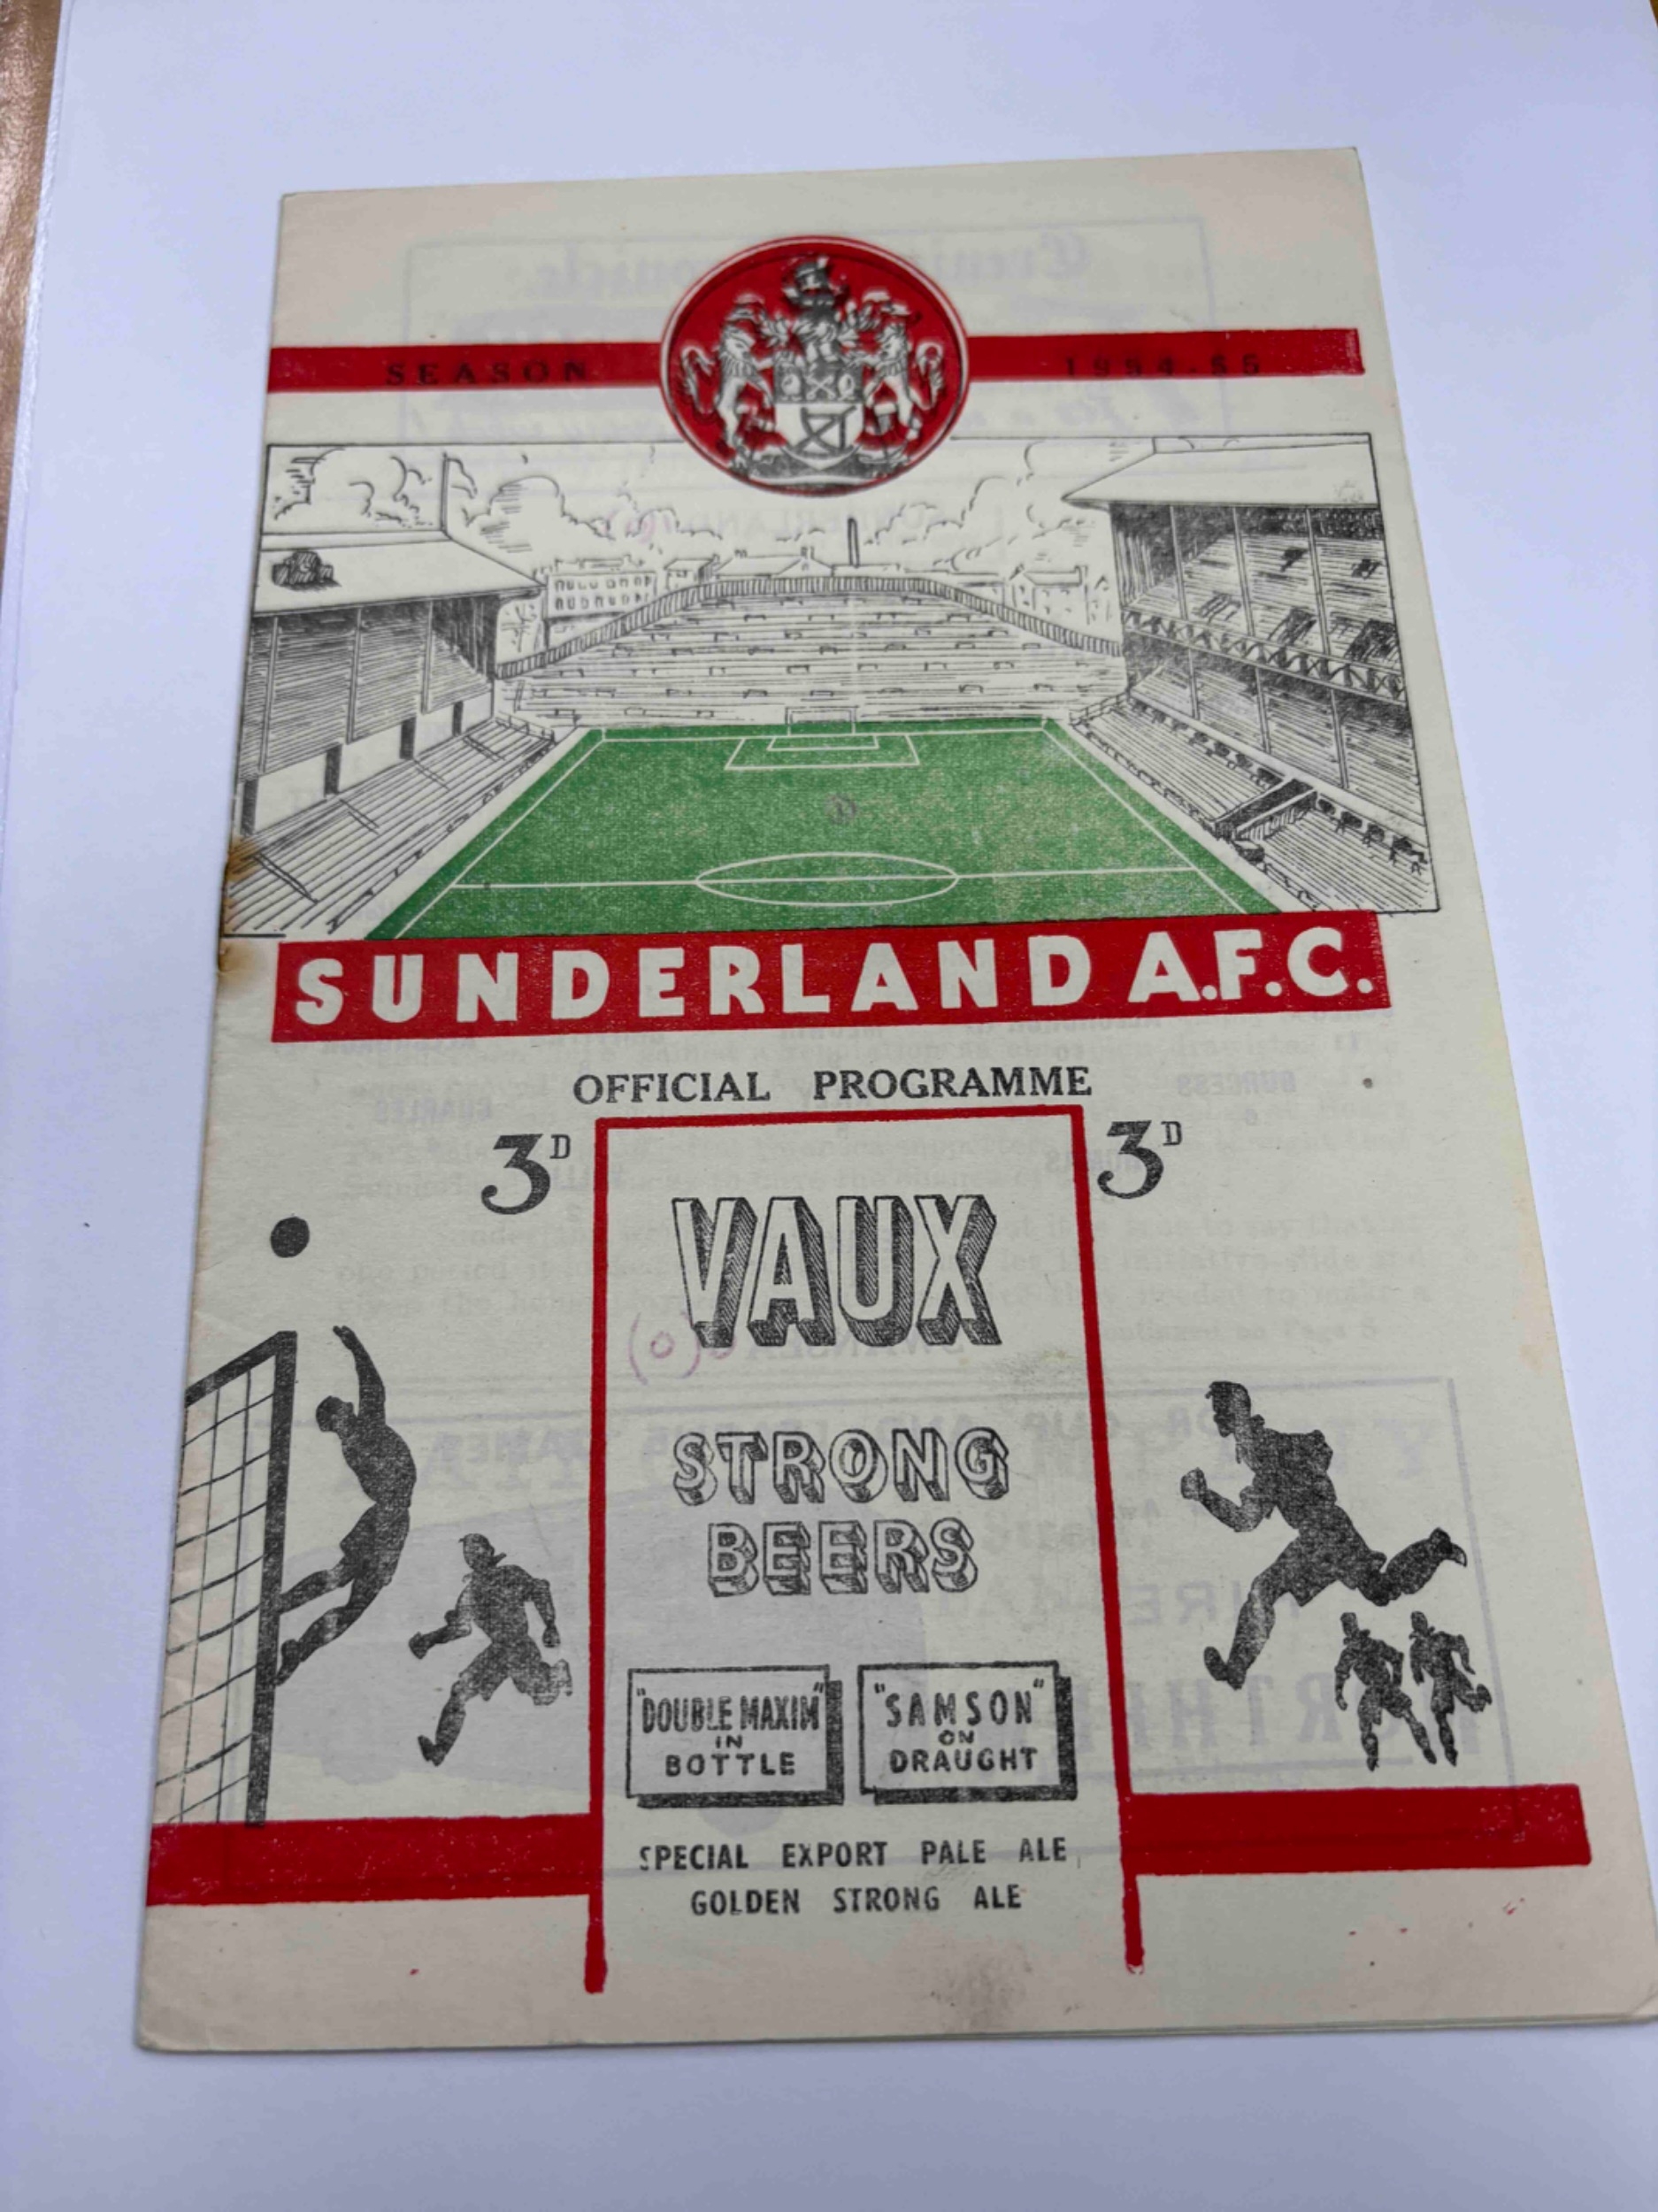 SEASON 1954-55
SUNDERLAND A.F.C.
OFFICIAL PROGRAMME
3D 3D
VAUX
STRONG
BEERS
"DOUBLE MAXIM"
IN
BOTTLE
"SAMSON"
ON
DRAUGHT
SPECIAL EXPORT PALE ALE
GOLDEN STRONG ALE